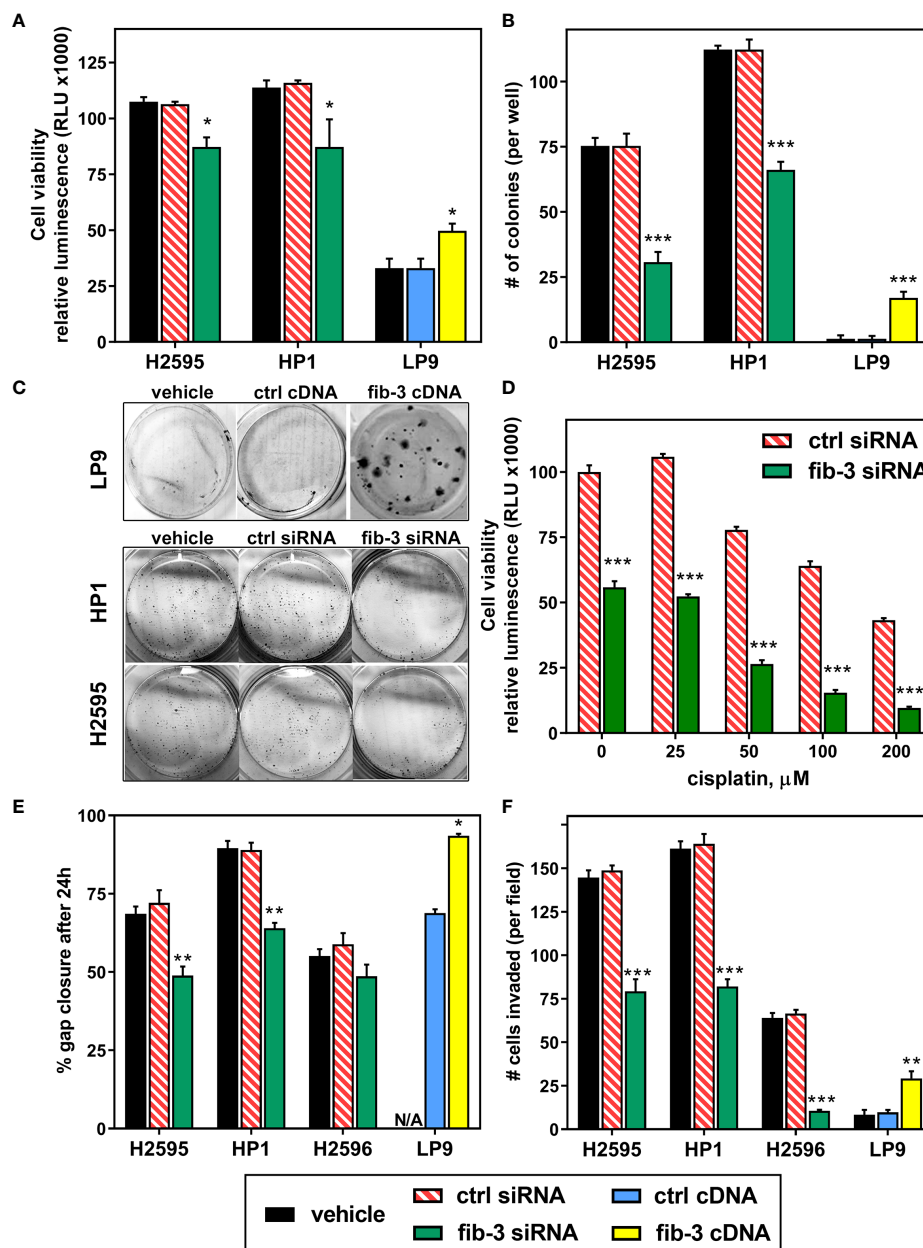 A
Cell viability
relative luminescence (RLU x1000)
125
100
75
50
25
0
*
*
*
H2595 HP1 LP9
B
# of colonies (per well)
100
75
50
25
0
***
***
***
H2595 HP1 LP9
C
vehicle ctrl cDNA fib-3 cDNA
LP9
vehicle ctrl siRNA fib-3 siRNA
HP1
H2595
D
Cell viability
relative luminescence (RLU x1000)
ctrl siRNA
fib-3 siRNA
100
75
50
25
0
***
***
***
***
***
0 25 50 100 200
cisplatin, μM
E
% gap closure after 24h
100
75
50
25
0
**
**
N/A
*
H2595 HP1 H2596 LP9
F
# cells invaded (per field)
150
100
75
50
25
0
***
***
***
**
H2595 HP1 H2596 LP9
vehicle
ctrl siRNA ctrl cDNA
fib-3 siRNA fib-3 cDNA